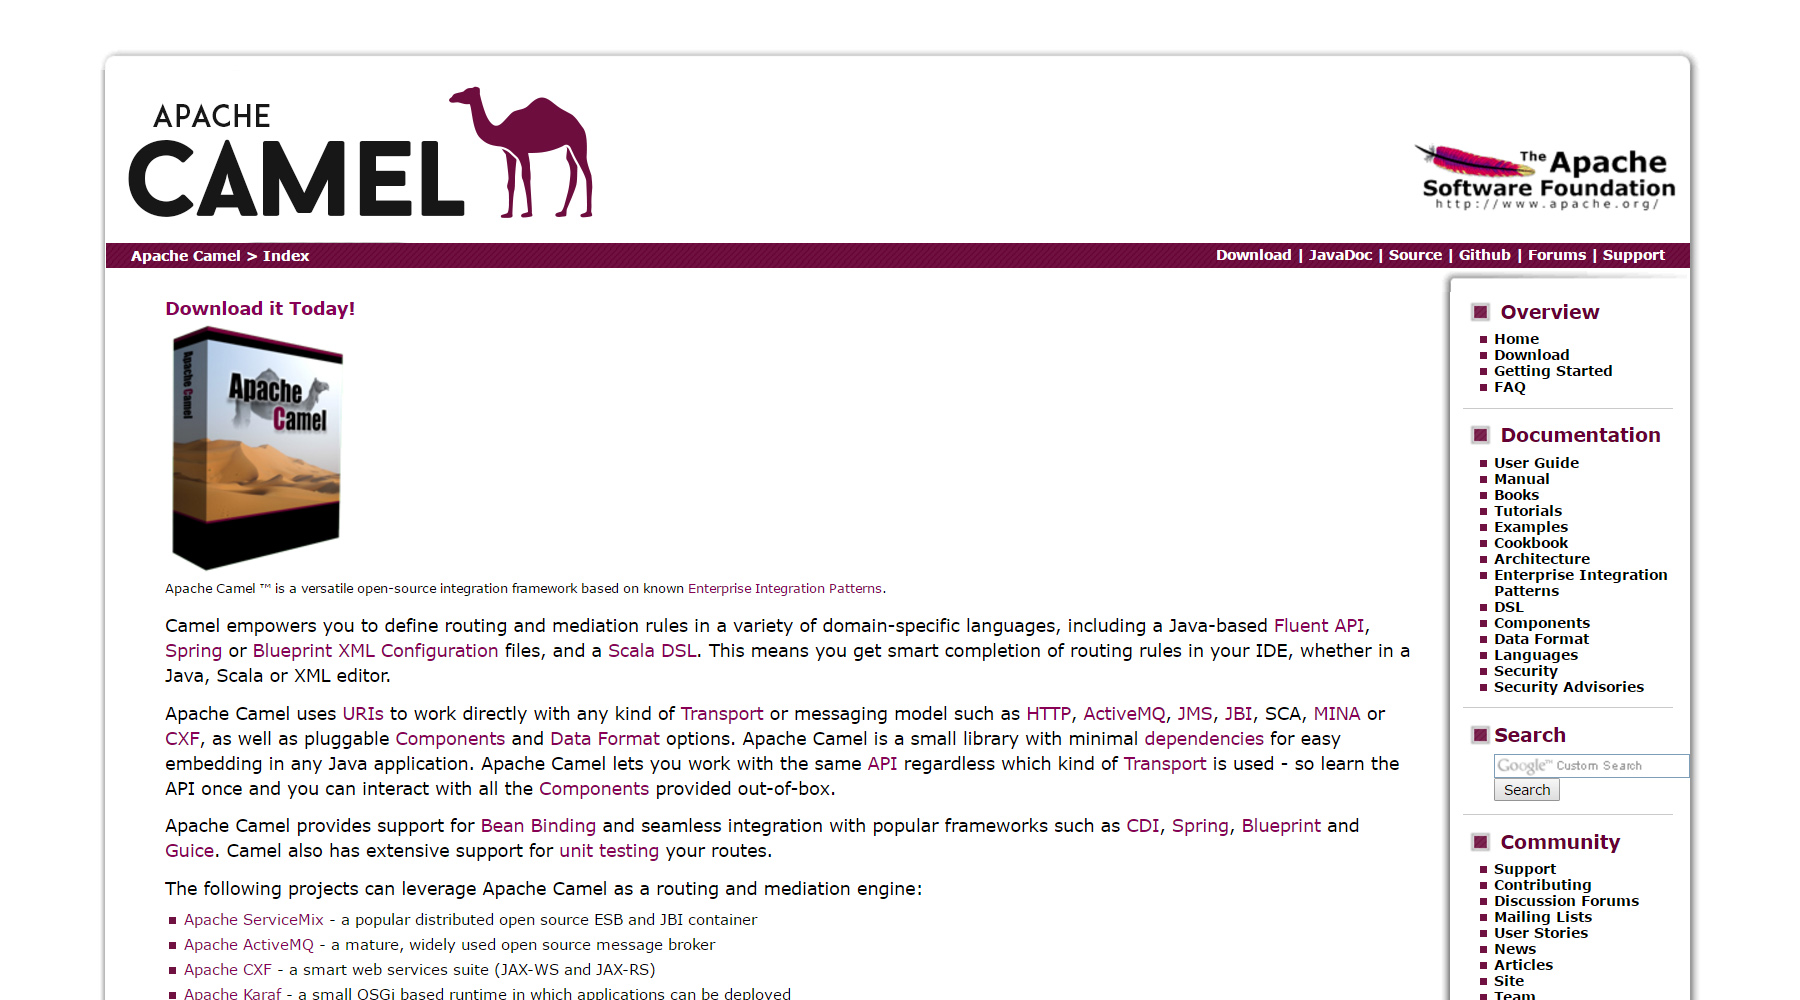 APACHE
CAMEL
The Apache
Software Foundation
http://www.apache.org/
Apache Camel > Index
Download | JavaDoc | Source | Github | Forums | Support
Download it Today!
Apache Camel
Apache
Camel
Apache Camel ™ is a versatile open-source integration framework based on known Enterprise Integration Patterns.
Camel empowers you to define routing and mediation rules in a variety of domain-specific languages, including a Java-based Fluent API,
Spring or Blueprint XML Configuration files, and a Scala DSL. This means you get smart completion of routing rules in your IDE, whether in a
Java, Scala or XML editor.
Apache Camel uses URIs to work directly with any kind of Transport or messaging model such as HTTP, ActiveMQ, JMS, JBI, SCA, MINA or
CXF, as well as pluggable Components and Data Format options. Apache Camel is a small library with minimal dependencies for easy
embedding in any Java application. Apache Camel lets you work with the same API regardless which kind of Transport is used - so learn the
API once and you can interact with all the Components provided out-of-box.
Apache Camel provides support for Bean Binding and seamless integration with popular frameworks such as CDI, Spring, Blueprint and
Guice. Camel also has extensive support for unit testing your routes.
The following projects can leverage Apache Camel as a routing and mediation engine:
Apache ServiceMix - a popular distributed open source ESB and JBI container
Apache ActiveMQ - a mature, widely used open source message broker
Apache CXF - a smart web services suite (JAX-WS and JAX-RS)
Apache Karaf - a small OSGi based runtime in which applications can be deployed
Overview
Home
Download
Getting Started
FAQ
Documentation
User Guide
Manual
Books
Tutorials
Examples
Cookbook
Architecture
Enterprise Integration
Patterns
DSL
Components
Data Format
Languages
Security
Security Advisories
Search
Google™ Custom Search
Search
Community
Support
Contributing
Discussion Forums
Mailing Lists
User Stories
News
Articles
Site
Team